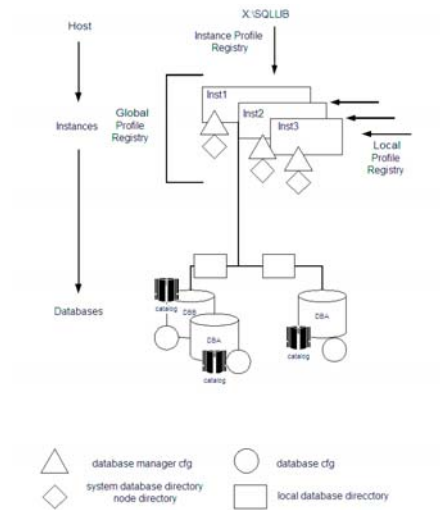 Host
X:\SQLLIB
Instance Profile
Registry
Global
Profile
Registry
Instances
Inst1
Inst2
Inst3
Local
Profile
Registry
Databases
catalog
DBB
DBA
catalog
DBA
catalog
database manager cfg
database cfg
system database directory
node directory
local database direcctory